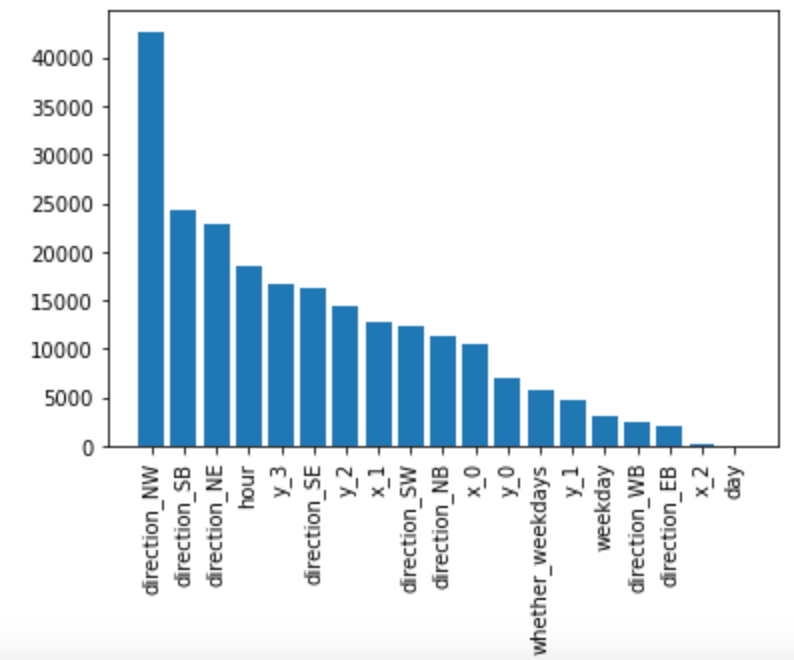 40000
35000
30000
25000
20000
15000
10000
5000
0
direction_NW
direction_SB
direction_NE
hour
y_3
direction_SE
y_2
x_1
direction_SW
direction_NB
x_0
y_0
whether_weekdays
y_1
weekday
direction_WB
direction_EB
x_2
day